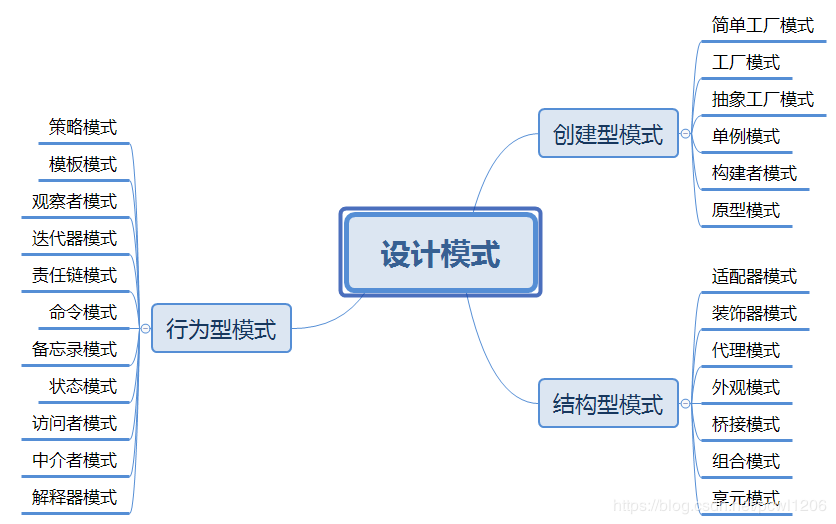 设计模式
创建型模式
简单工厂模式
工厂模式
抽象工厂模式
单例模式
构建者模式
原型模式
结构型模式
适配器模式
装饰器模式
代理模式
外观模式
桥接模式
组合模式
享元模式
行为型模式
策略模式
模板模式
观察者模式
迭代器模式
责任链模式
命令模式
备忘录模式
状态模式
访问者模式
中介者模式
解释器模式